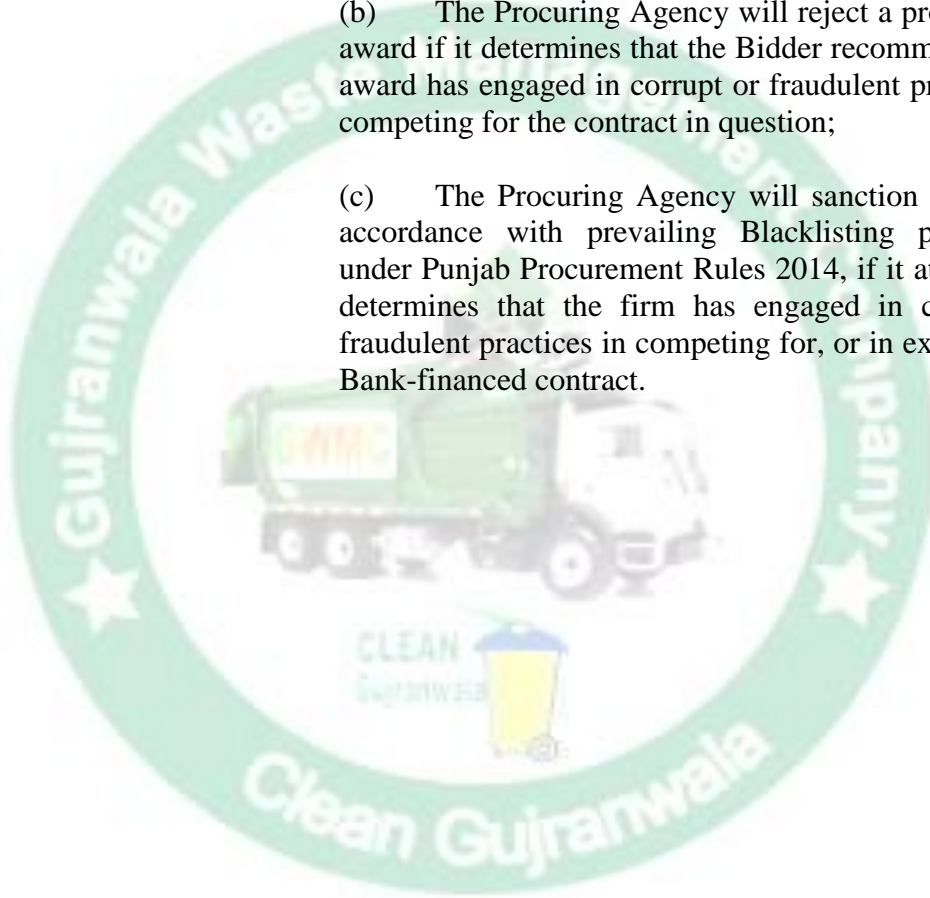 (b) The Procuring Agency will reject a pro
award if it determines that the Bidder recomm
award has engaged in corrupt or fraudulent pr
competing for the contract in question;
(c) The Procuring Agency will sanction
accordance with prevailing Blacklisting p
under Punjab Procurement Rules 2014, if it at
determines that the firm has engaged in c
fraudulent practices in competing for, or in ex
Bank-financed contract.
Gujranwala Waste Management Company
GWMC
CLEAN
Gujranwala
Clean Gujranwala